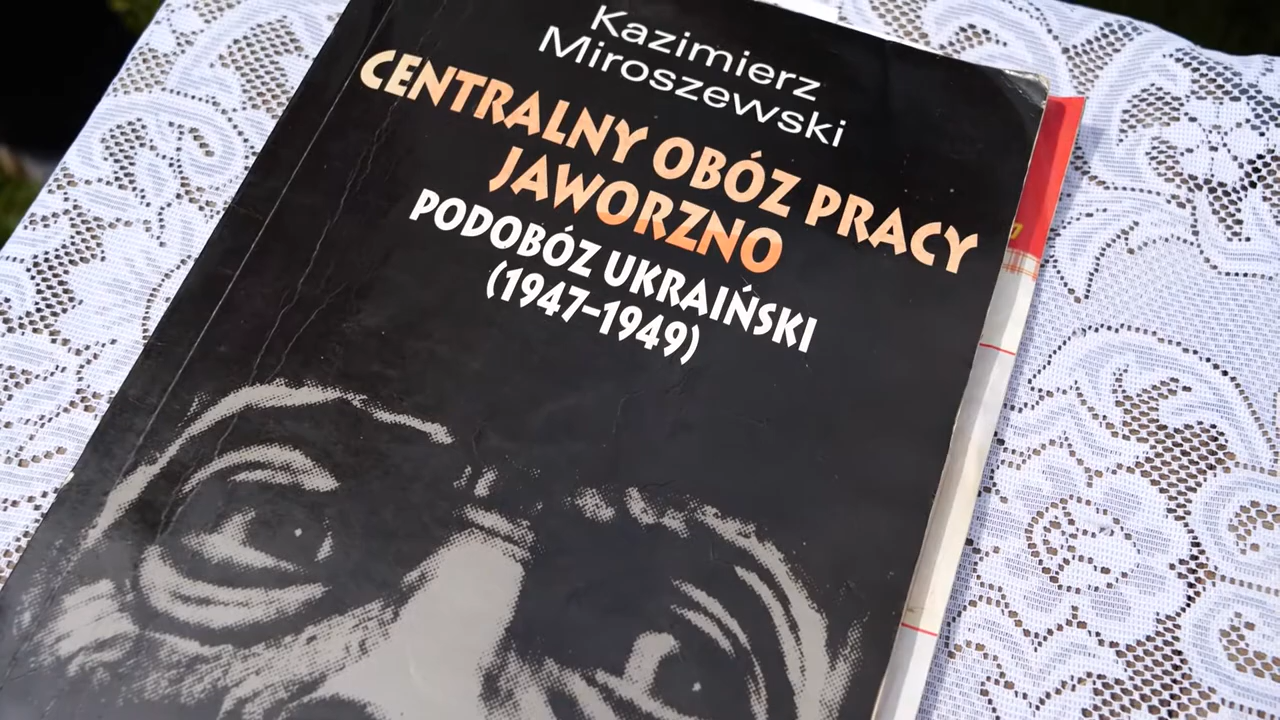 Kazimierz
Miroszewski
CENTRALNY OBÓZ PRACY
JAWORZNO
PODOBÓZ UKRAIŃSKI
(1947–1949)